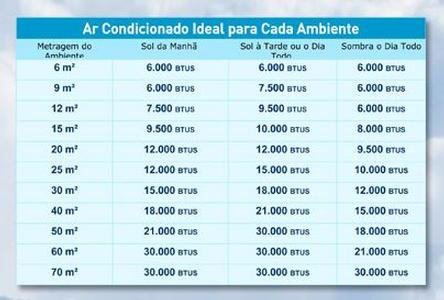 Ar Condicionado Ideal para Cada Ambiente
Metragem do Ambiente Sol da Manhã Sol à Tarde ou o Dia Todo Sombra o Dia Todo
6 m² 6.000 BTUS 6.000 BTUS 6.000 BTUS
9 m² 6.000 BTUS 7.500 BTUS 6.000 BTUS
12 m² 7.500 BTUS 9.500 BTUS 6.000 BTUS
15 m² 9.500 BTUS 10.000 BTUS 8.000 BTUS
20 m² 12.000 BTUS 12.000 BTUS 9.500 BTUS
25 m² 12.000 BTUS 15.000 BTUS 10.000 BTUS
30 m² 15.000 BTUS 18.000 BTUS 12.000 BTUS
40 m² 18.000 BTUS 21.000 BTUS 15.000 BTUS
50 m² 21.000 BTUS 30.000 BTUS 18.000 BTUS
60 m² 30.000 BTUS 30.000 BTUS 21.000 BTUS
70 m² 30.000 BTUS 30.000 BTUS 30.000 BTUS